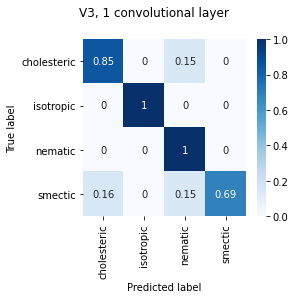 V3, 1 convolutional layer
True label
cholesteric 0.85 0 0.15 0
isotropic 0 1 0 0
nematic 0 0 1 0
smectic 0.16 0 0.15 0.69
cholesteric isotropic nematic smectic
Predicted label
1.0
0.8
0.6
0.4
0.2
0.0